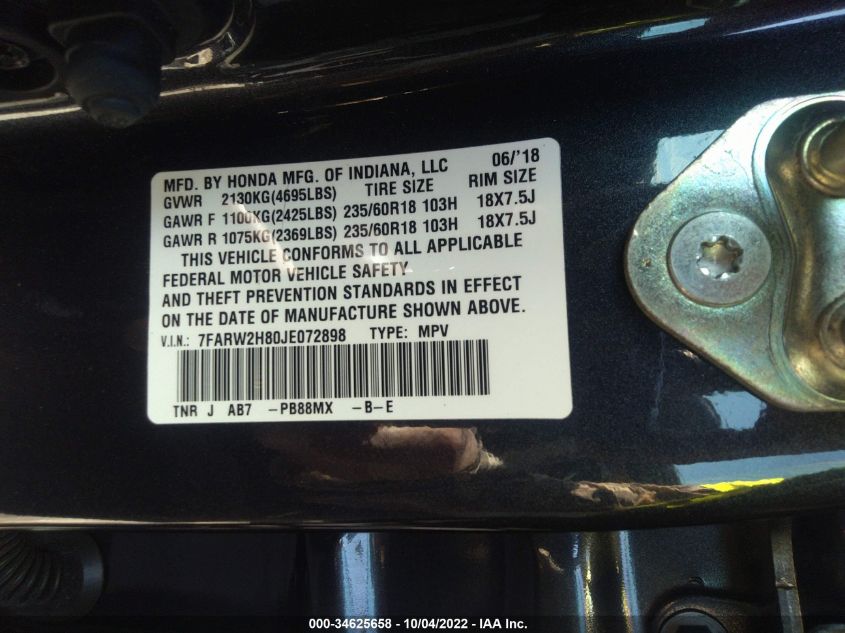 MFD. BY HONDA MFG. OF INDIANA, LLC 06/'18
GVWR 2130KG(4695LBS) TIRE SIZE RIM SIZE
GAWR F 1100KG(2425LBS) 235/60R18 103H 18X7.5J
GAWR R 1075KG(2369LBS) 235/60R18 103H 18X7.5J
THIS VEHICLE CONFORMS TO ALL APPLICABLE
FEDERAL MOTOR VEHICLE SAFETY
AND THEFT PREVENTION STANDARDS IN EFFECT
ON THE DATE OF MANUFACTURE SHOWN ABOVE.
V.I.N.: 7FARW2H80JE072898 TYPE: MPV
TNR J AB7 -PB88MX -B-E
000-34625658 - 10/04/2022 - IAA Inc.